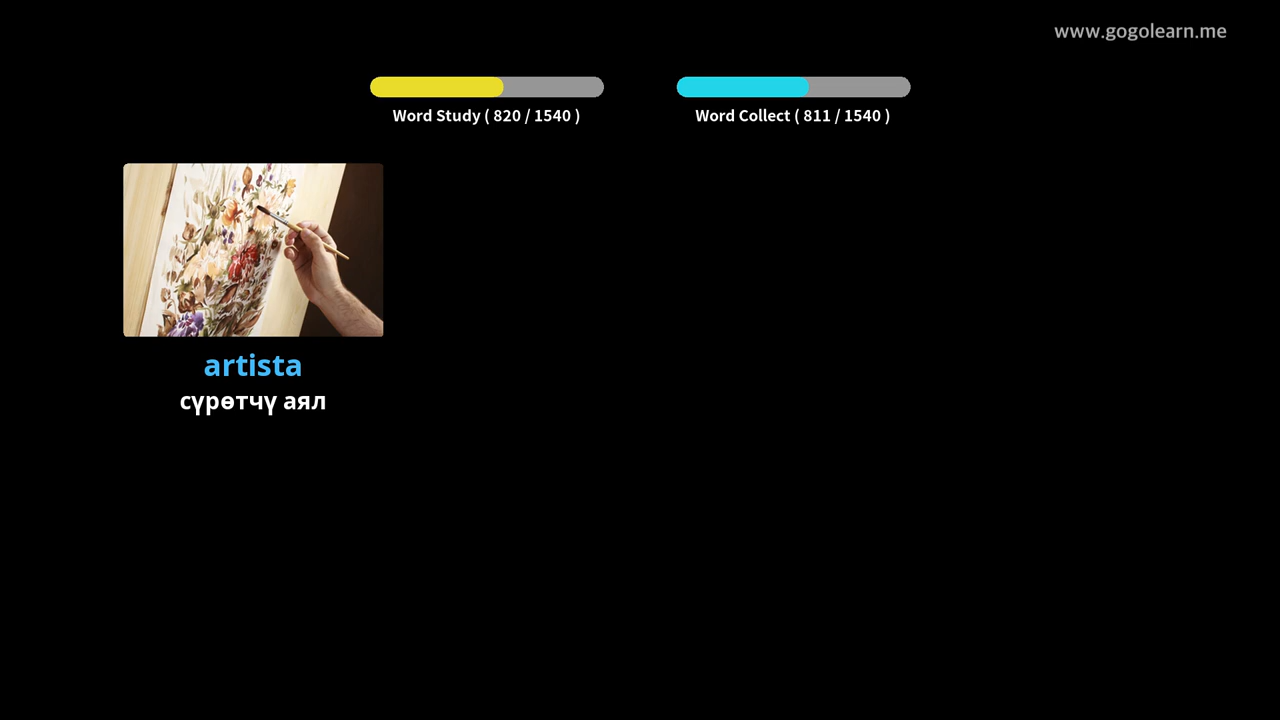 www.gogolearn.me
Word Study ( 820 / 1540 )
Word Collect ( 811 / 1540 )
artista
сүрөтчү аял